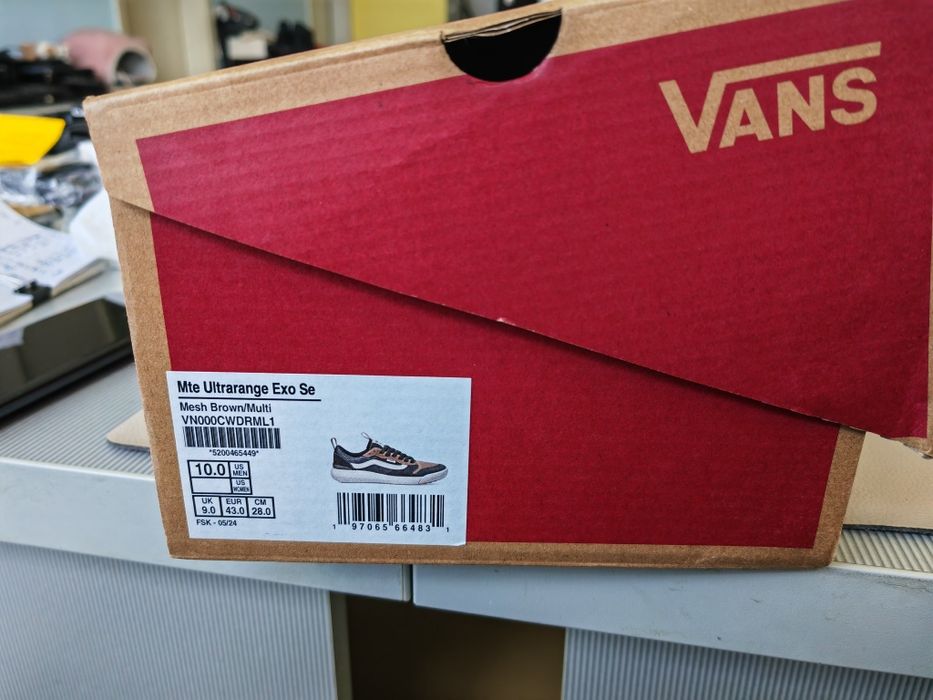 VANS
Mte Ultrarange Exo Se
Mesh Brown/Multi
VN000CWDRML1
*5200465449*
10.0 US MEN
US WOMEN
UK EUR CM
9.0 43.0 28.0
FSK - 05/24
1 97065 66483 1